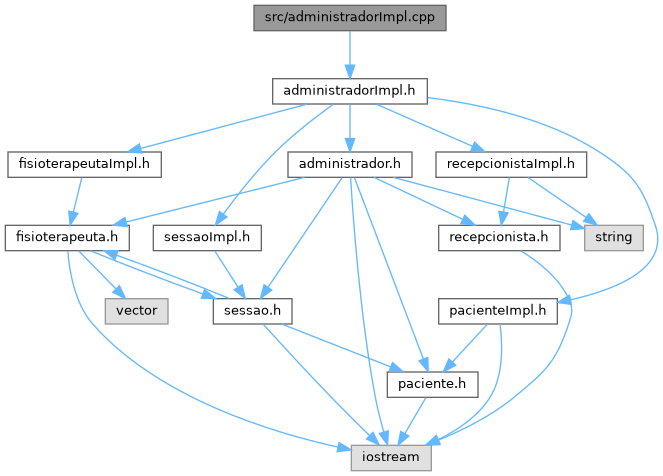 src/administradorImpl.cpp
administradorImpl.h
fisioterapeutaImpl.h
administrador.h
recepcionistaImpl.h
fisioterapeuta.h
sessaoImpl.h
recepcionista.h
string
vector
sessao.h
pacienteImpl.h
paciente.h
iostream